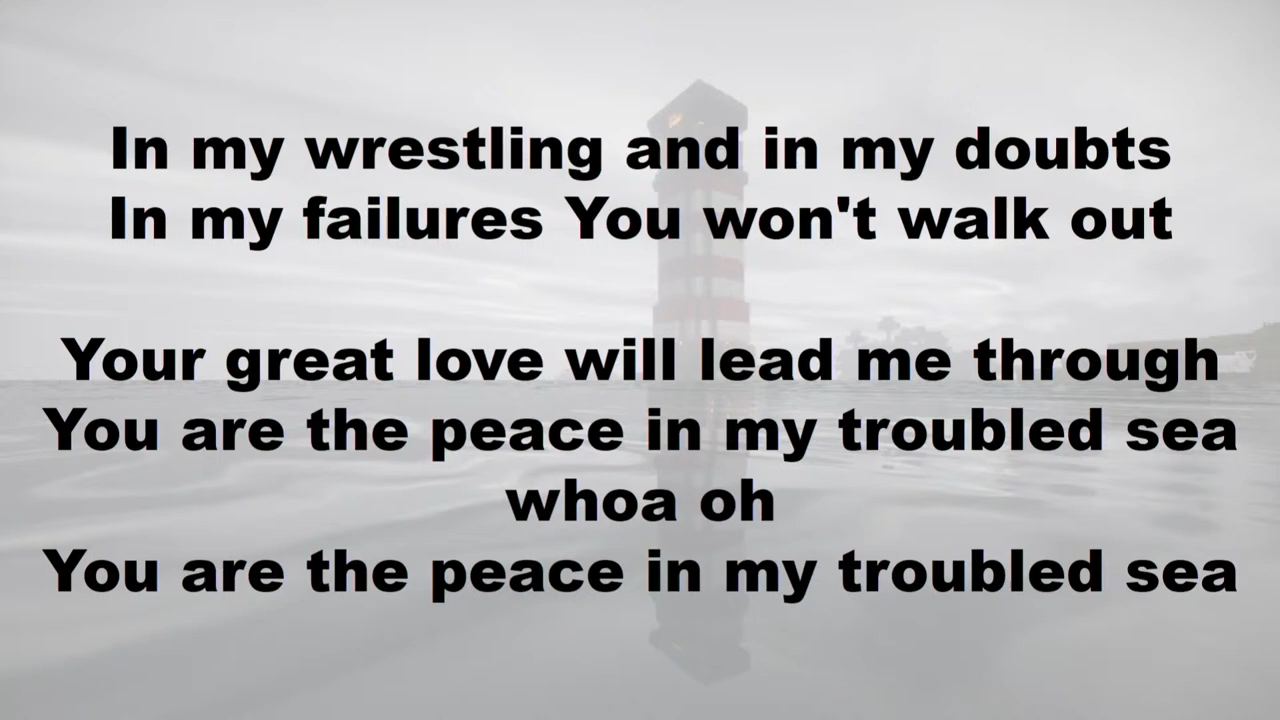 In my wrestling and in my doubts
In my failures You won't walk out
Your great love will lead me through
You are the peace in my troubled sea
whoa oh
You are the peace in my troubled sea